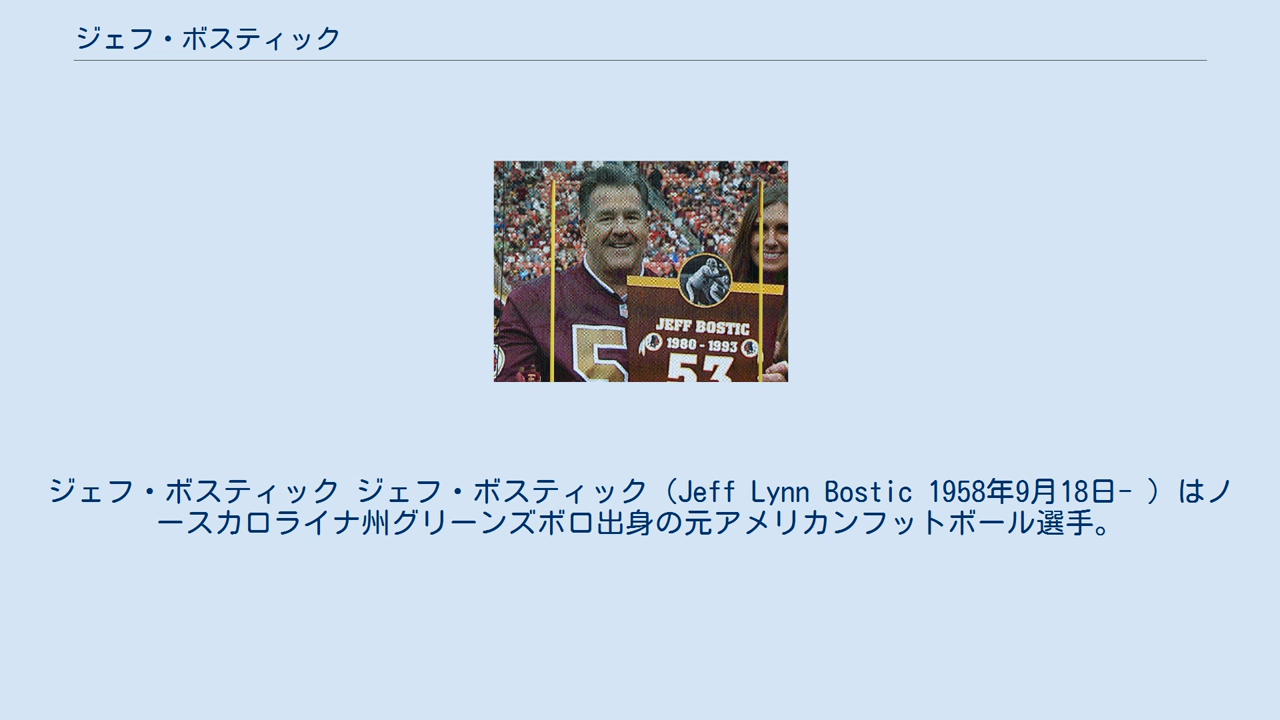 ジェフ・ボスティック
5
JEFF BOSTIC
1980 - 1993
53
ジェフ・ボスティック ジェフ・ボスティック（Jeff Lynn Bostic 1958年9月18日- ）はノ
ースカロライナ州グリーンズボロ出身の元アメリカンフットボール選手。